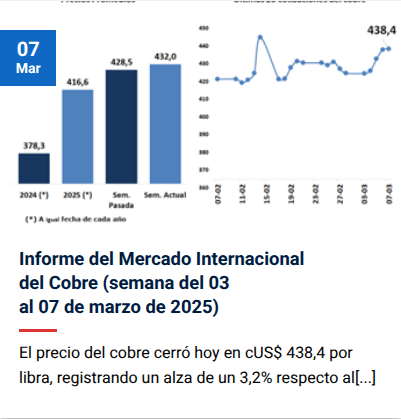 Precios Promedios
Últimas 20 cotizaciones del Cobre
07
Mar
378,3
416,6
428,5
432,0
2024 (*)
2025 (*)
Sem.
Pasada
Sem. Actual
(*) A igual fecha de cada año
450
440
430
420
410
400
390
380
370
360
438,4
07-02
11-02
15-02
19-02
23-02
27-02
03-03
07-03
Informe del Mercado Internacional
del Cobre (semana del 03
al 07 de marzo de 2025)
El precio del cobre cerró hoy en cUS$ 438,4 por
libra, registrando un alza de un 3,2% respecto al[...]